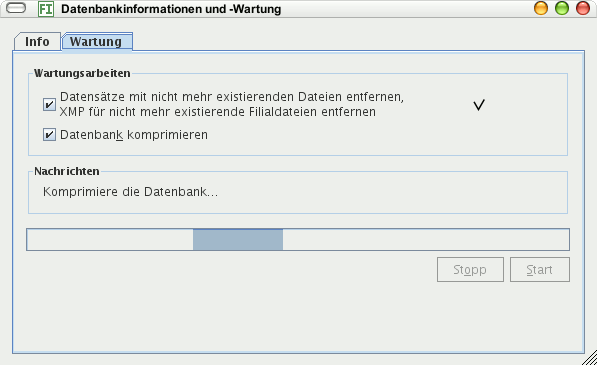 FI Datenbankinformationen und -Wartung
Info Wartung
Wartungsarbeiten
Datensätze mit nicht mehr existierenden Dateien entfernen,
XMP für nicht mehr existierende Filialdateien entfernen
Datenbank komprimieren
Nachrichten
Komprimiere die Datenbank...
Stopp Start